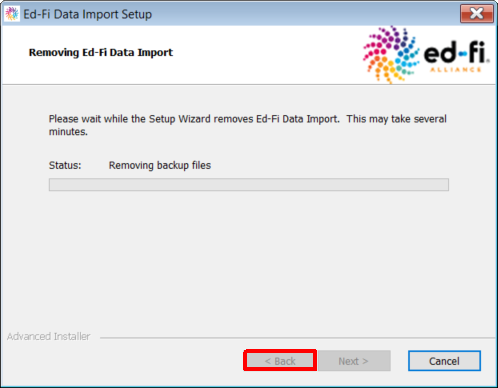 Ed-Fi Data Import Setup
Removing Ed-Fi Data Import
ed-fi.
ALLIANCE
Please wait while the Setup Wizard removes Ed-Fi Data Import. This may take several
minutes.
Status: Removing backup files
Advanced Installer
< Back Next > Cancel